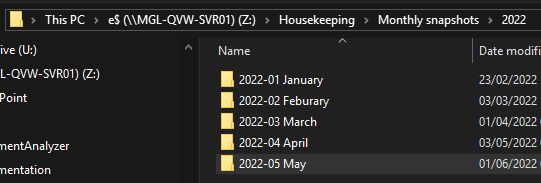 This PC > e$ (\\MGL-QVW-SVR01) (Z:) > Housekeeping > Monthly snapshots > 2022
Name Date modifi
rive (U:)
GL-QVW-SVR01) (Z:)
Point
mentAnalyzer
mentation
2022-01 January 23/02/2022
2022-02 Feburary 03/03/2022
2022-03 March 01/04/2022
2022-04 April 03/05/2022
2022-05 May 01/06/2022